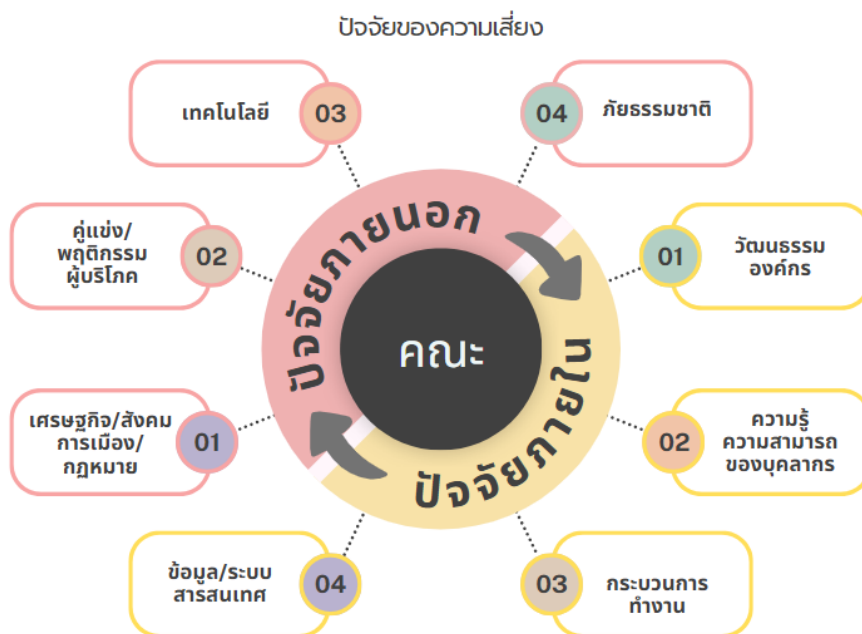 ปัจจัยของความเสี่ยง
เทคโนโลยี
03
04
ภัยธรรมชาติ
คู่แข่ง/
พฤติกรรม
ผู้บริโภค
02
01
วัฒนธรรม
องค์กร
ปัจจัยภายนอก
คณะ
ปัจจัยภายใน
เศรษฐกิจ/สังคม
การเมือง/
กฎหมาย
01
02
ความรู้
ความสามารถ
ของบุคลากร
ข้อมูล/ระบบ
สารสนเทศ
04
03
กระบวนการ
ทำงาน